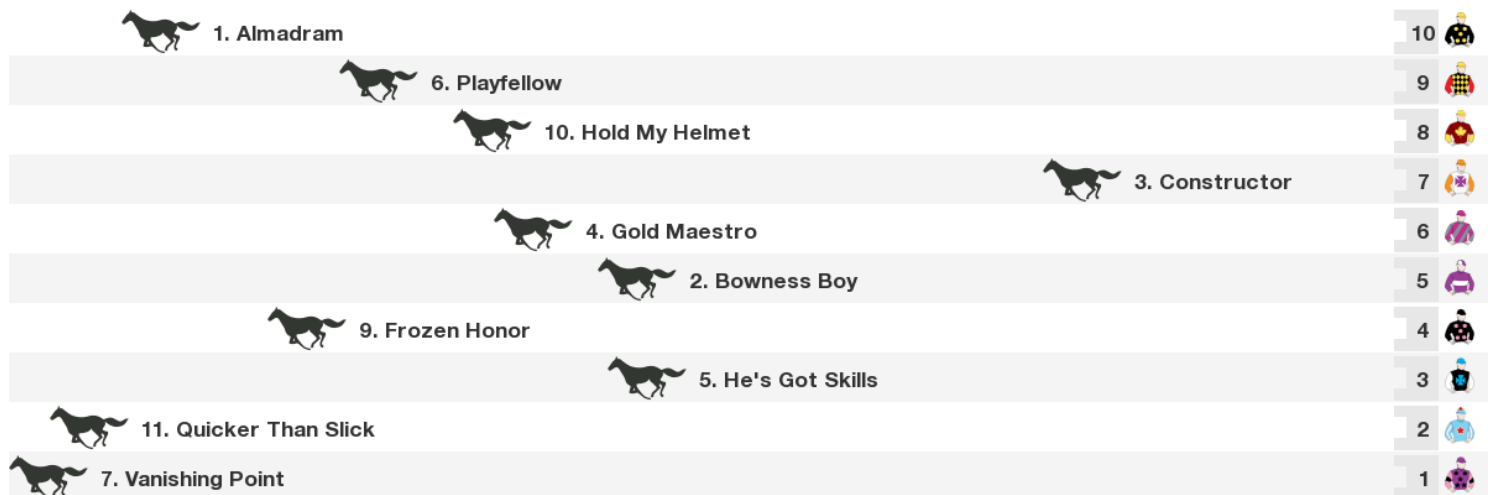 1. Almadram 10
6. Playfellow 9
10. Hold My Helmet 8
3. Constructor 7
4. Gold Maestro 6
2. Bowness Boy 5
9. Frozen Honor 4
5. He's Got Skills 3
11. Quicker Than Slick 2
7. Vanishing Point 1